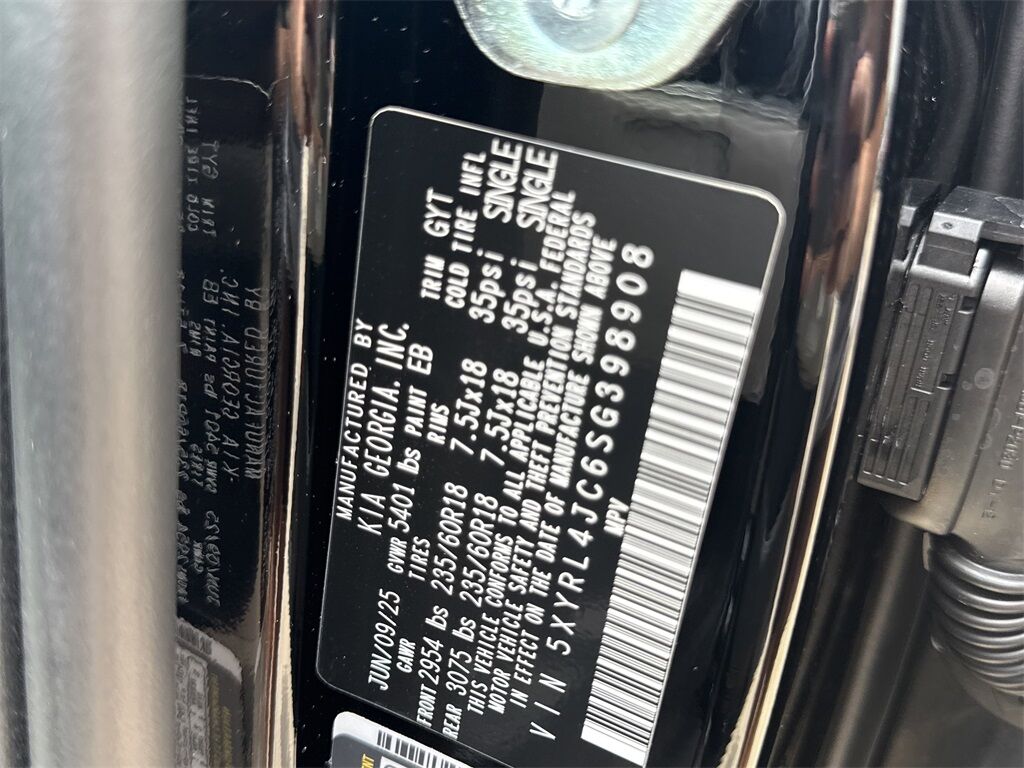 MANUFACTURED BY
KIA GEORGIA. INC.
JUN/09/25 GVWR 5401 lbs PAINT EB TRIM GYT
GAWR TIRES RIMS COLD TIRE INFL
FRONT 2954 lbs 235/60R18 7.5Jx18 35psi SINGLE
REAR 3075 lbs 235/60R18 7.5Jx18 35psi SINGLE
THIS VEHICLE CONFORMS TO ALL APPLICABLE U.S.A. FEDERAL
MOTOR VEHICLE SAFETY AND THEFT PREVENTION STANDARDS
IN EFFECT ON THE DATE OF MANUFACTURE SHOWN ABOVE
VIN 5XYRL4JC6SG398908
MPV